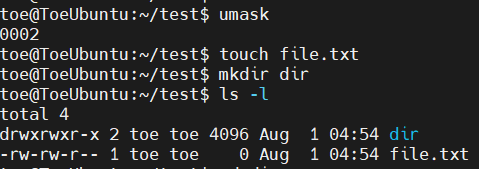 toe@ToeUbuntu:~/test$ umask
0002
toe@ToeUbuntu:~/test$ touch file.txt
toe@ToeUbuntu:~/test$ mkdir dir
toe@ToeUbuntu:~/test$ ls -l
total 4
drwxrwxr-x 2 toe toe 4096 Aug  1 04:54 dir
-rw-rw-r-- 1 toe toe    0 Aug  1 04:54 file.txt